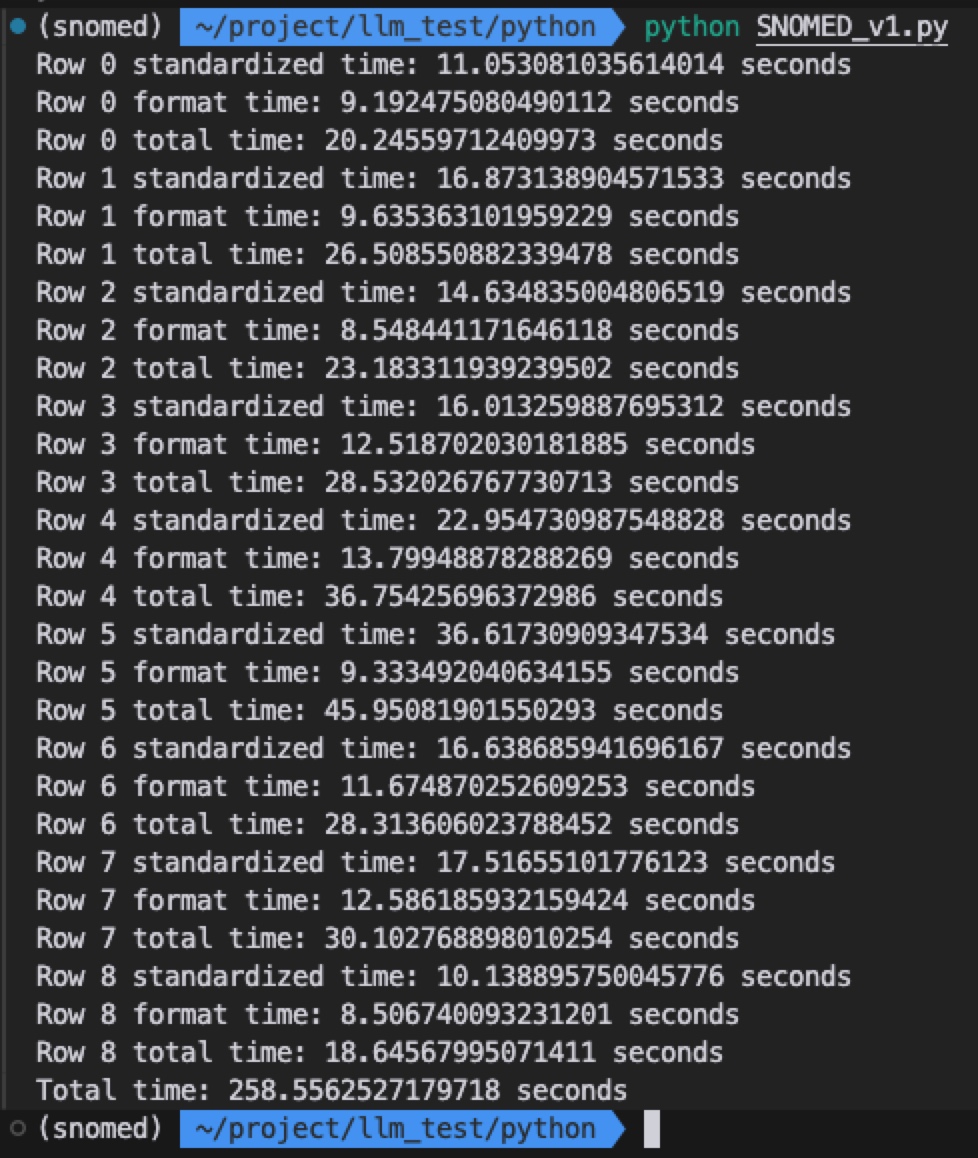 (snomed) ~/project/llm_test/python python SNOMED_v1.py
Row 0 standardized time: 11.053081035614014 seconds
Row 0 format time: 9.192475080490112 seconds
Row 0 total time: 20.24559712409973 seconds
Row 1 standardized time: 16.873138904571533 seconds
Row 1 format time: 9.635363101959229 seconds
Row 1 total time: 26.508550882339478 seconds
Row 2 standardized time: 14.634835004806519 seconds
Row 2 format time: 8.548441171646118 seconds
Row 2 total time: 23.183311939239502 seconds
Row 3 standardized time: 16.013259887695312 seconds
Row 3 format time: 12.518702030181885 seconds
Row 3 total time: 28.532026767730713 seconds
Row 4 standardized time: 22.954730987548828 seconds
Row 4 format time: 13.79948878288269 seconds
Row 4 total time: 36.75425696372986 seconds
Row 5 standardized time: 36.61730909347534 seconds
Row 5 format time: 9.333492040634155 seconds
Row 5 total time: 45.95081901550293 seconds
Row 6 standardized time: 16.638685941696167 seconds
Row 6 format time: 11.674870252609253 seconds
Row 6 total time: 28.313606023788452 seconds
Row 7 standardized time: 17.51655101776123 seconds
Row 7 format time: 12.586185932159424 seconds
Row 7 total time: 30.102768898010254 seconds
Row 8 standardized time: 10.138895750045776 seconds
Row 8 format time: 8.506740093231201 seconds
Row 8 total time: 18.64567995071411 seconds
Total time: 258.5562527179718 seconds
(snomed) ~/project/llm_test/python